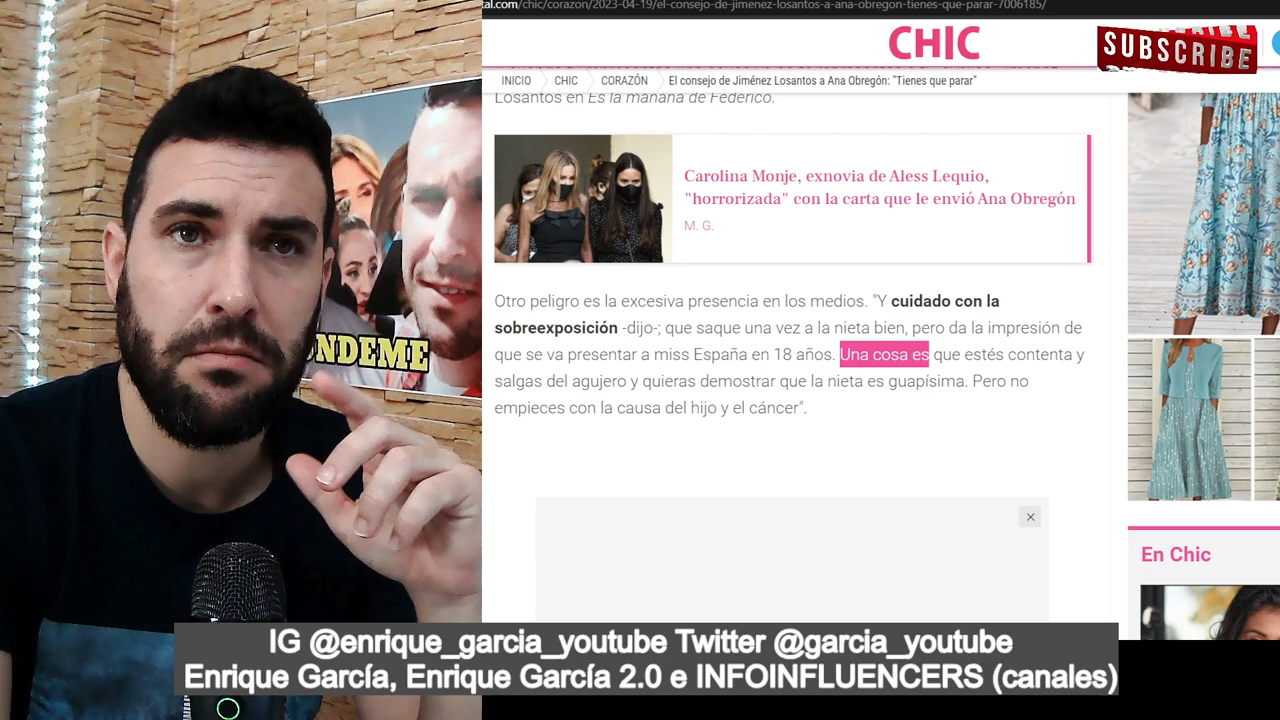 tal.com/chic/corazon/2023-04-19/el-consejo-de-jimenez-losantos-a-ana-obregon-tienes-que-parar-7006185/
CHIC
SUBSCRIBE
INICIO CHIC CORAZÓN El consejo de Jiménez Losantos a Ana Obregón: "Tienes que parar"
Losantos en Es la mañana de Federico.
Carolina Monje, exnovia de Aless Lequio,
"horrorizada" con la carta que le envió Ana Obregón
M. G.
Otro peligro es la excesiva presencia en los medios. "Y cuidado con la
sobreexposición -dijo-; que saque una vez a la nieta bien, pero da la impresión de
que se va presentar a miss España en 18 años. Una cosa es que estés contenta y
salgas del agujero y quieras demostrar que la nieta es guapísima. Pero no
empieces con la causa del hijo y el cáncer".
ONDEME
En Chic
IG @enrique_garcia_youtube Twitter @garcia_youtube
Enrique García, Enrique García 2.0 e INFOINFLUENCERS (canales)